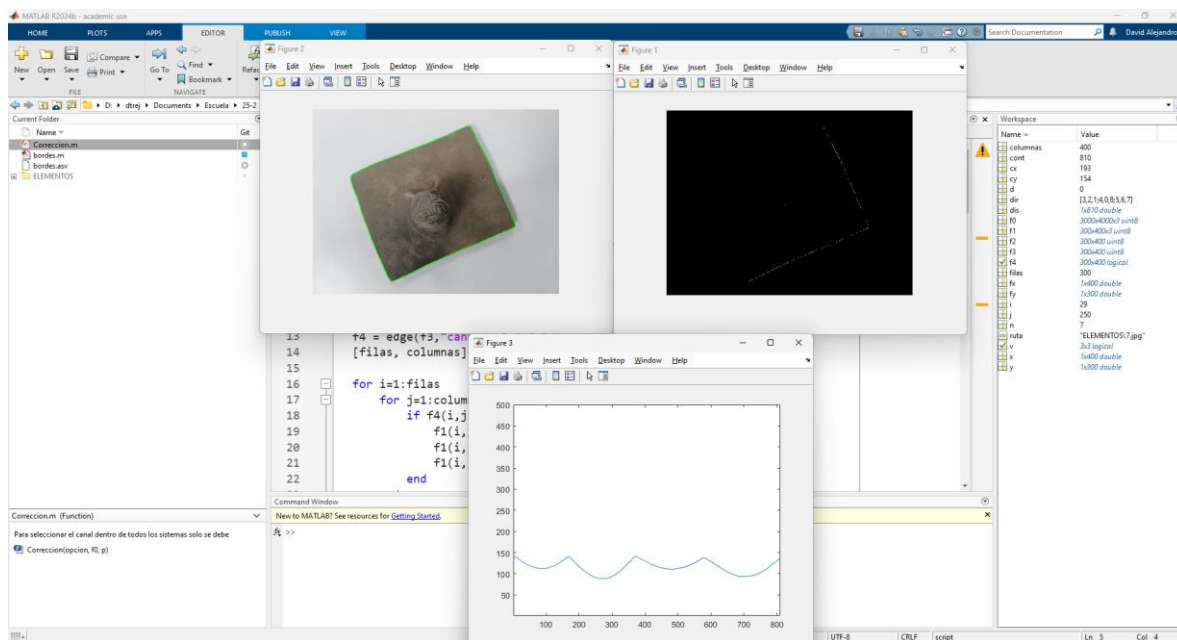 MATLAB R2024b - academic use
HOME PLOTS APPS EDITOR PUBLISH VIEW
Search Documentation
David Alejandro
New Open Save Compare Print
Go To Find Bookmark
Refac
FILE NAVIGATE
D: dtrej Documents Escuela 25-2
Current Folder
Name Git
Correccion.m
bordes.m
bordes.asv
ELEMENTOS
Correccion.m (Function)
Para seleccionar el canal dentro de todos los sistemas solo se debe
Correccion(opcion, f0, p)
Figure 2
File Edit View Insert Tools Desktop Window Help
Figure 1
File Edit View Insert Tools Desktop Window Help
13 f4 = edge(f3,"can
14 [filas, columnas]
15
16 for i=1:filas
17 for j=1:colum
18 if f4(i,j
19 f1(i,
20 f1(i,
21 f1(i,
22 end
Figure 3
File Edit View Insert Tools Desktop Window Help
500
450
400
350
300
250
200
150
100
50
100 200 300 400 500 600 700 800
Command Window
New to MATLAB? See resources for Getting Started.
fx >>
Workspace
Name Value
columnas 400
cont 810
cx 193
cy 154
d 0
dir [3,2,1;4,0,8;5,6,7]
dis 1x810 double
f0 3000x4000x3 uint8
f1 300x400x3 uint8
f2 300x400 uint8
f3 300x400 uint8
f4 300x400 logical
filas 300
fx 1x400 double
fy 1x300 double
i 29
j 250
n 7
ruta "ELEMENTOS\7.jpg"
v 3x3 logical
x 1x400 double
y 1x300 double
UTF-8 CRLF script Ln 5 Col 4